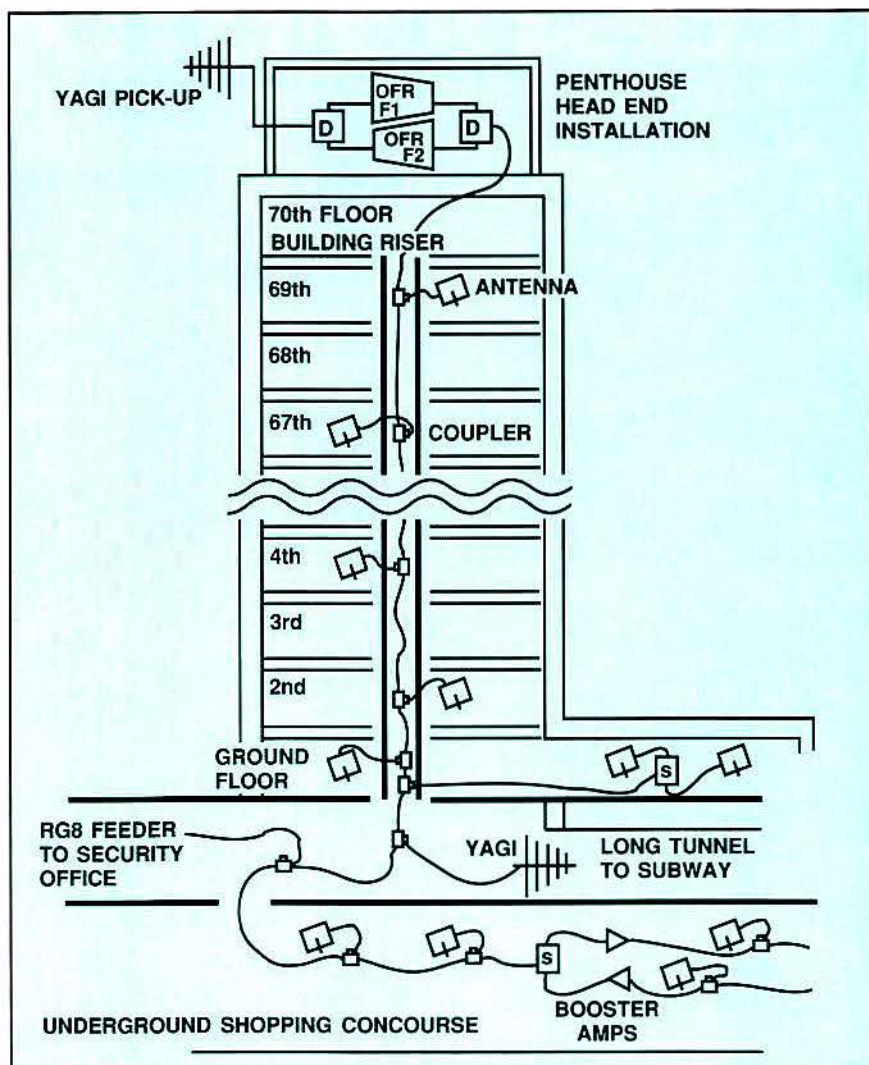 YAGI PICK-UP
OFR
F1
D
D
OFR
F2
PENTHOUSE
HEAD END
INSTALLATION
70th FLOOR
BUILDING RISER
69th
ANTENNA
68th
67th
COUPLER
4th
3rd
2nd
GROUND
FLOOR
S
RG8 FEEDER
TO SECURITY
OFFICE
YAGI
LONG TUNNEL
TO SUBWAY
S
BOOSTER
AMPS
UNDERGROUND SHOPPING CONCOURSE